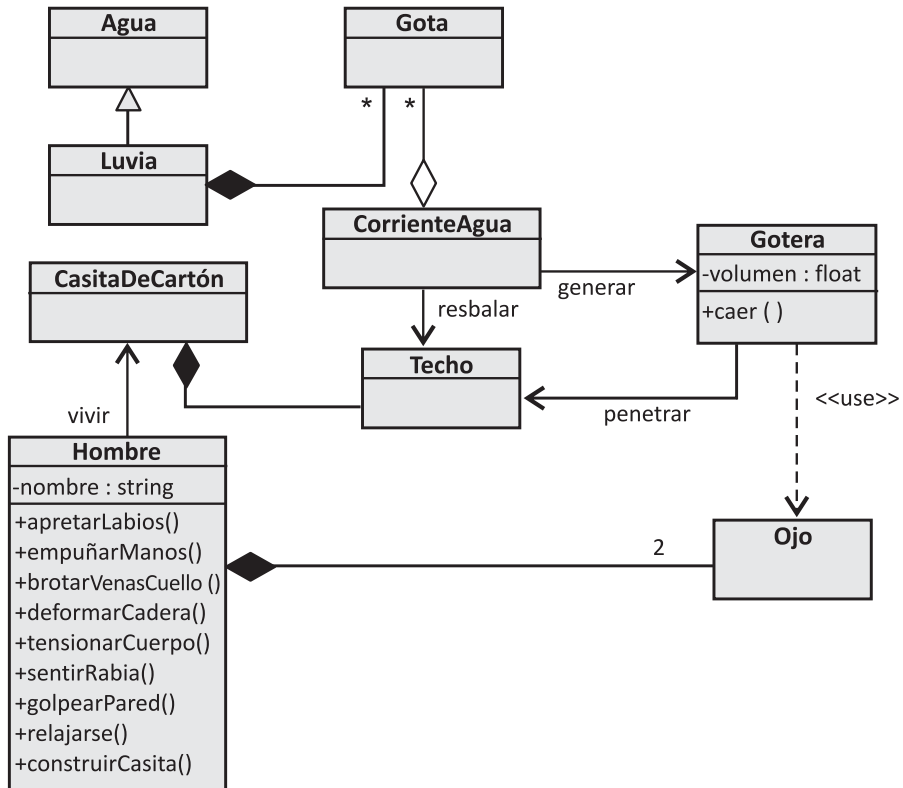 Agua
Gota
*
*
Luvia
CorrienteAgua
Gotera
-volumen : float
+caer ( )
generar
CasitaDeCartón
resbalar
Techo
penetrar
<<use>>
vivir
Hombre
-nombre : string
+apretarLabios()
+empuñarManos()
+brotarVenasCuello ()
+deformarCadera()
+tensionarCuerpo()
+sentirRabia()
+golpearPared()
+relajarse()
+construirCasita()
2
Ojo